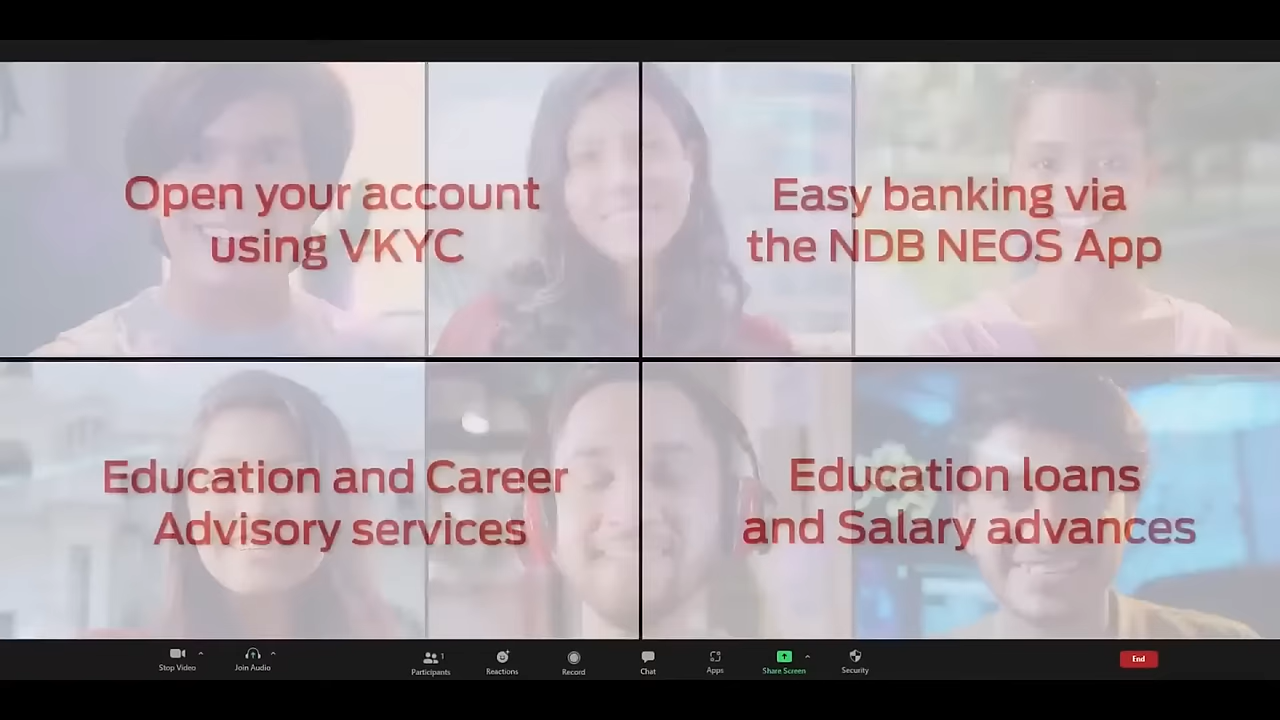 Open your account
using VKYC
Easy banking via
the NDB NEOS App
Education and Career
Advisory services
Education loans
and Salary advances
Stop Video
Join Audio
Participants
1
Reactions
Record
Chat
Apps
Share Screen
Security
End